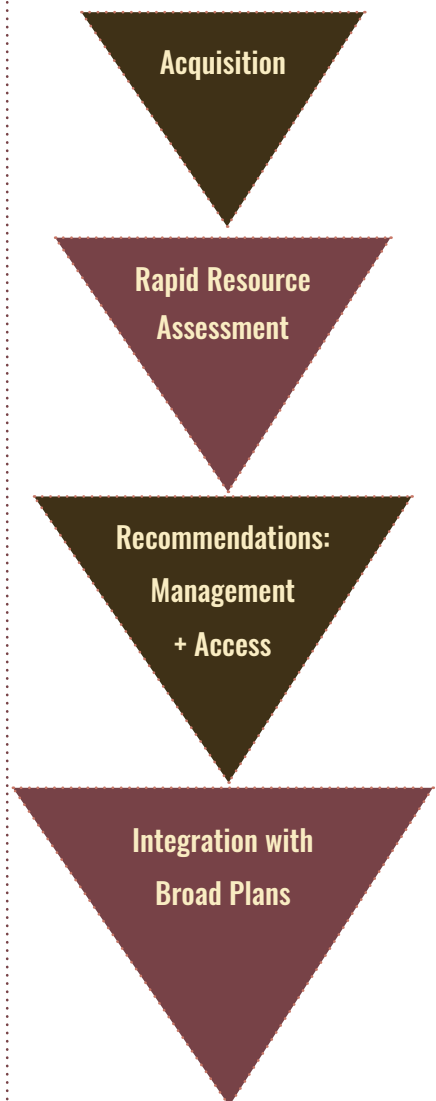 Acquisition
Rapid Resource
Assessment
Recommendations:
Management
+ Access
Integration with
Broad Plans